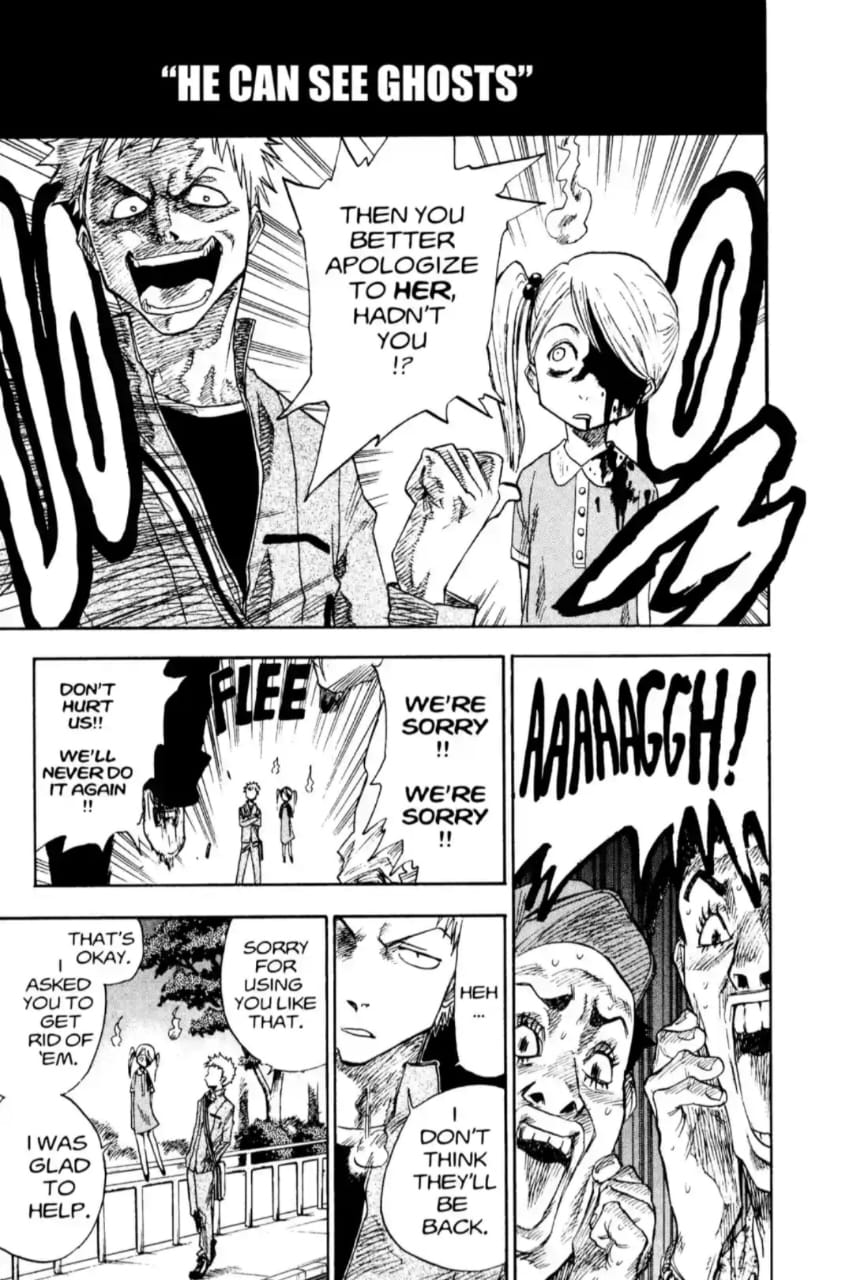 "HE CAN SEE GHOSTS"
THEN YOU
BETTER
APOLOGIZE
TO HER,
HADN'T
YOU
!?
VOOM
AAAAAGGH!
WE'RE
SORRY
!!
WE'RE
SORRY
!!
FLEE
DON'T
HURT
US!!
WE'LL
NEVER DO
IT AGAIN
!!
HEH
...
I
DON'T
THINK
THEY'LL
BE
BACK.
SORRY
FOR
USING
YOU LIKE
THAT.
THAT'S
OKAY.
I
ASKED
YOU TO
GET
RID OF
'EM.
I WAS
GLAD
TO
HELP.